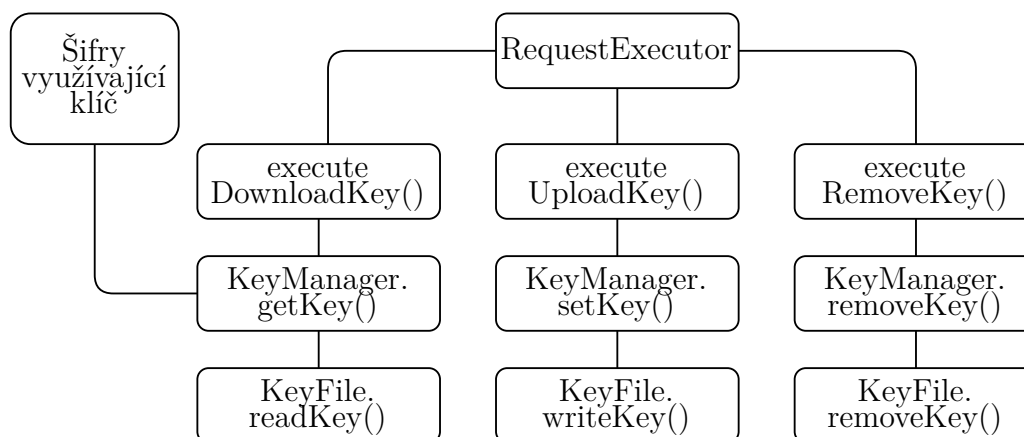 Šifry
využívající
klíč
RequestExecutor
execute
DownloadKey()
execute
UploadKey()
execute
RemoveKey()
KeyManager.
getKey()
KeyManager.
setKey()
KeyManager.
removeKey()
KeyFile.
readKey()
KeyFile.
writeKey()
KeyFile.
removeKey()